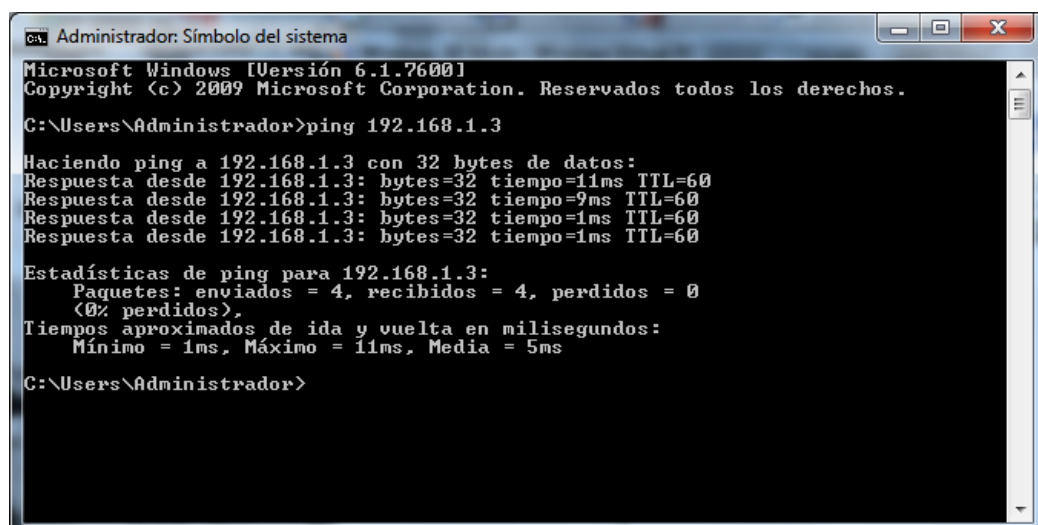 Administrador: Símbolo del sistema
Microsoft Windows [Versión 6.1.7600]
Copyright (c) 2009 Microsoft Corporation. Reservados todos los derechos.
C:\Users\Administrador>ping 192.168.1.3
Haciendo ping a 192.168.1.3 con 32 bytes de datos:
Respuesta desde 192.168.1.3: bytes=32 tiempo=11ms TTL=60
Respuesta desde 192.168.1.3: bytes=32 tiempo=9ms TTL=60
Respuesta desde 192.168.1.3: bytes=32 tiempo=1ms TTL=60
Respuesta desde 192.168.1.3: bytes=32 tiempo=1ms TTL=60
Estadísticas de ping para 192.168.1.3:
    Paquetes: enviados = 4, recibidos = 4, perdidos = 0
    (0% perdidos),
Tiempos aproximados de ida y vuelta en milisegundos:
    Mínimo = 1ms, Máximo = 11ms, Media = 5ms
C:\Users\Administrador>